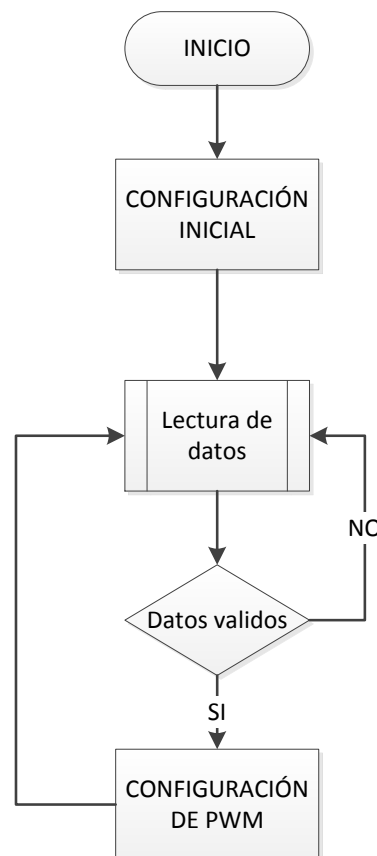 INICIO
CONFIGURACIÓN
INICIAL
Lectura de
datos
NO
Datos validos
SI
CONFIGURACIÓN
DE PWM